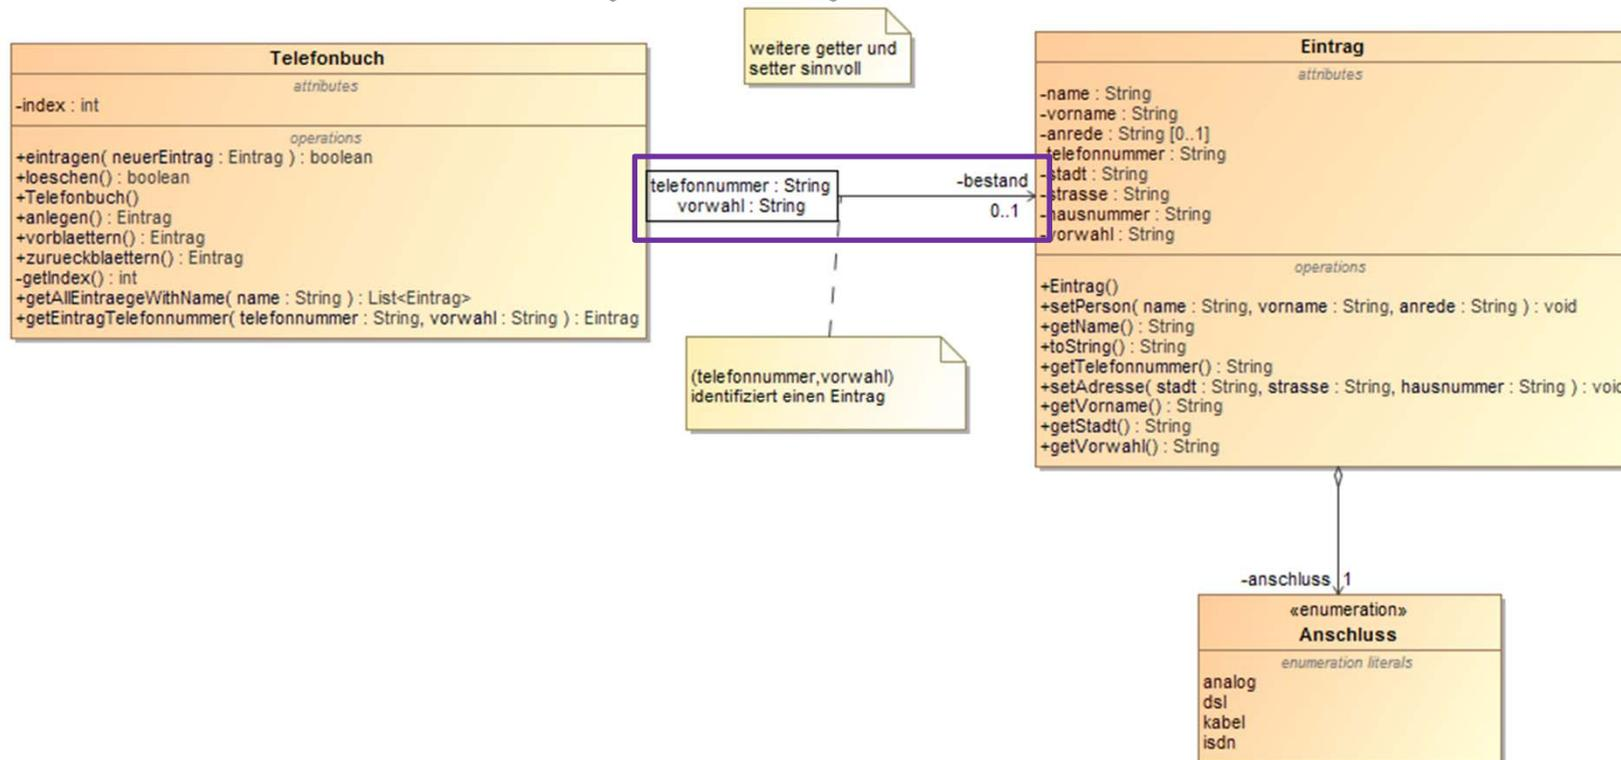 Telefonbuch
attributes
-index : int
operations
+eintragen( neuerEintrag : Eintrag ) : boolean
+loeschen() : boolean
+Telefonbuch()
+anlegen() : Eintrag
+vorblaettern() : Eintrag
+zurueckblaettern() : Eintrag
-getIndex() : int
+getAllEintraegeWithName( name : String ) : List<Eintrag>
+getEintragTelefonnummer( telefonnummer : String, vorwahl : String ) : Eintrag
weitere getter und
setter sinnvoll
telefonnummer : String
vorwahl : String
-bestand
0..1
(telefonnummer,vorwahl)
identifiziert einen Eintrag
Eintrag
attributes
-name : String
-vorname : String
-anrede : String [0..1]
-telefonnummer : String
-stadt : String
-strasse : String
-hausnummer : String
-vorwahl : String
operations
+Eintrag()
+setPerson( name : String, vorname : String, anrede : String ) : void
+getName() : String
+toString() : String
+getTelefonnummer() : String
+setAdresse( stadt : String, strasse : String, hausnummer : String ) : void
+getVorname() : String
+getStadt() : String
+getVorwahl() : String
-anschluss 1
«enumeration»
Anschluss
enumeration literals
analog
dsl
kabel
isdn